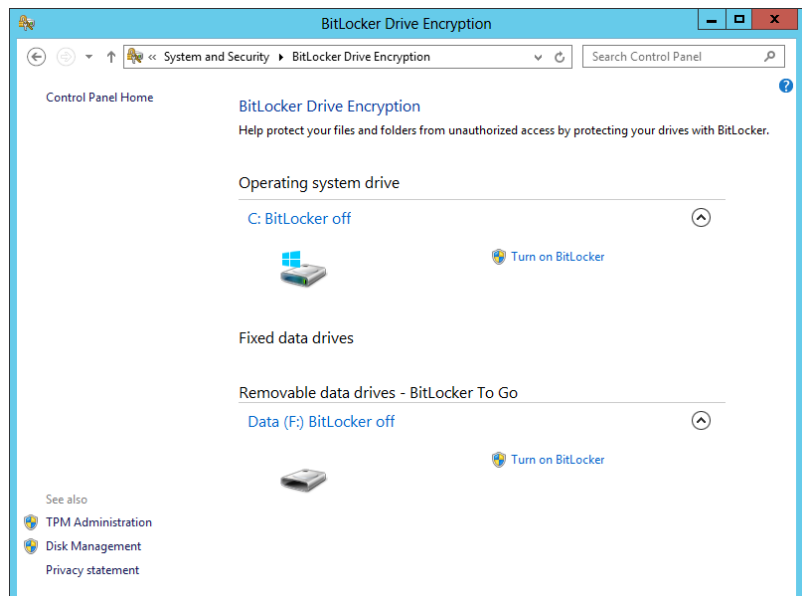 BitLocker Drive Encryption
« System and Security ▸ BitLocker Drive Encryption
Search Control Panel
Control Panel Home
BitLocker Drive Encryption
Help protect your files and folders from unauthorized access by protecting your drives with BitLocker.
Operating system drive
C: BitLocker off
Turn on BitLocker
Fixed data drives
Removable data drives - BitLocker To Go
Data (F:) BitLocker off
Turn on BitLocker
See also
TPM Administration
Disk Management
Privacy statement